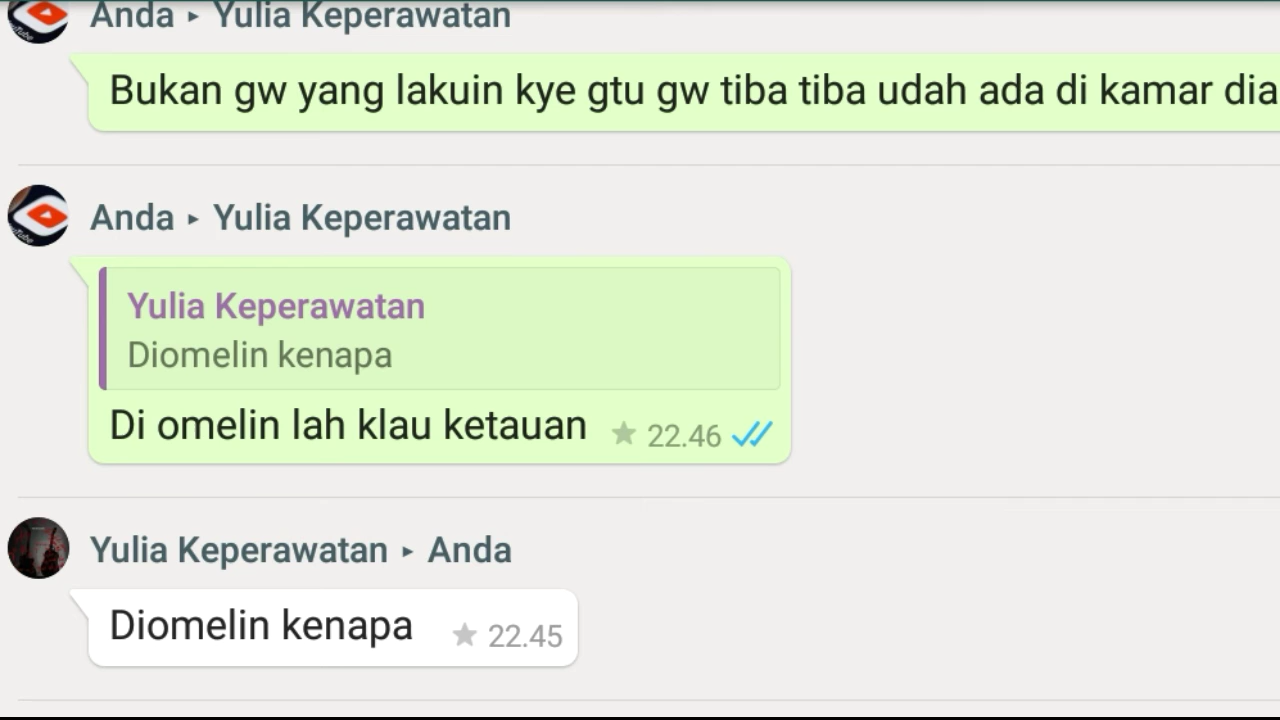 Anda ▸ Yulia Keperawatan
Bukan gw yang lakuin kye gtu gw tiba tiba udah ada di kamar dia
Anda ▸ Yulia Keperawatan
Yulia Keperawatan
Diomelin kenapa
Di omelin lah klau ketauan ★ 22.46
Yulia Keperawatan ▸ Anda
Diomelin kenapa ★ 22.45